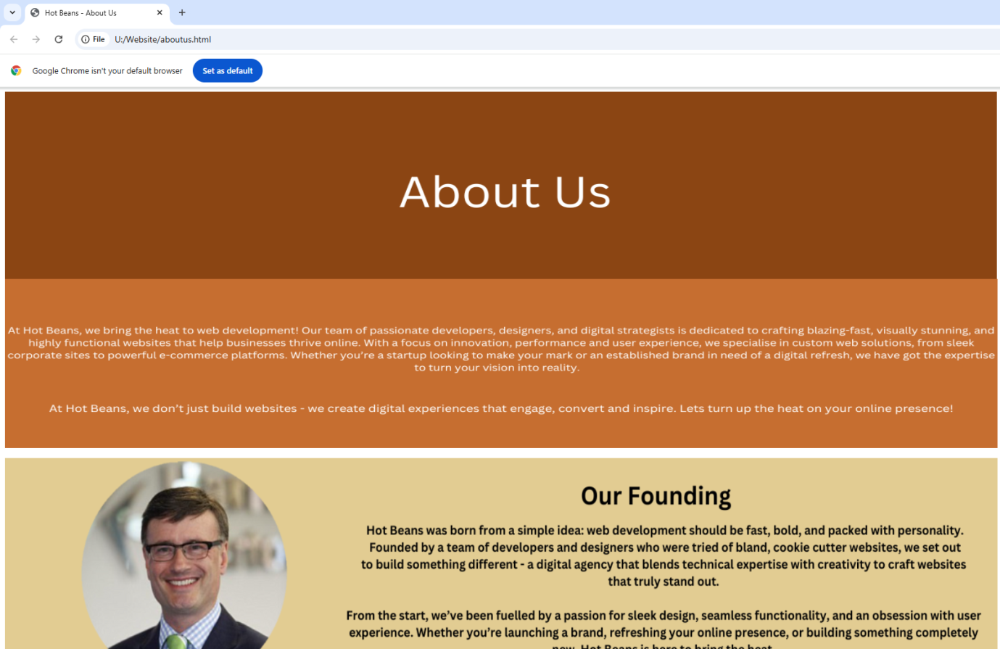 Hot Beans - About Us
File U:/Website/aboutus.html
Google Chrome isn't your default browser Set as default
About Us
At Hot Beans, we bring the heat to web development! Our team of passionate developers, designers, and digital strategists is dedicated to crafting blazing-fast, visually stunning, and
highly functional websites that help businesses thrive online. With a focus on innovation, performance and user experience, we specialise in custom web solutions, from sleek
corporate sites to powerful e-commerce platforms. Whether you're a startup looking to make your mark or an established brand in need of a digital refresh, we have got the expertise
to turn your vision into reality.
At Hot Beans, we don't just build websites - we create digital experiences that engage, convert and inspire. Lets turn up the heat on your online presence!
Our Founding
Hot Beans was born from a simple idea: web development should be fast, bold, and packed with personality.
Founded by a team of developers and designers who were tried of bland, cookie cutter websites, we set out
to build something different - a digital agency that blends technical expertise with creativity to craft websites
that truly stand out.
From the start, we've been fuelled by a passion for sleek design, seamless functionality, and an obsession with user
experience. Whether you're launching a brand, refreshing your online presence, or building something completely
new, Hot Beans is here to bring the heat.